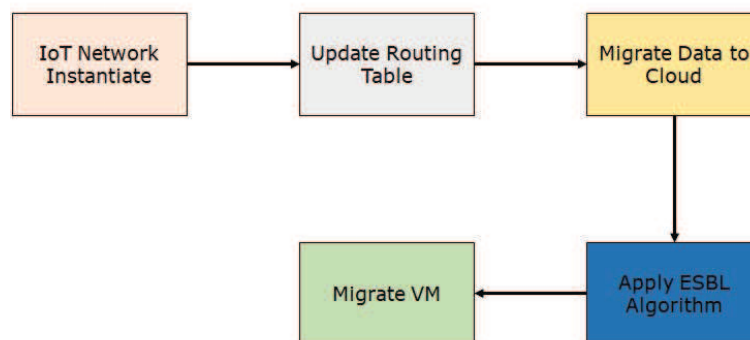 IoT Network
Instantiate
Update Routing
Table
Migrate Data to
Cloud
Apply ESBL
Algorithm
Migrate VM